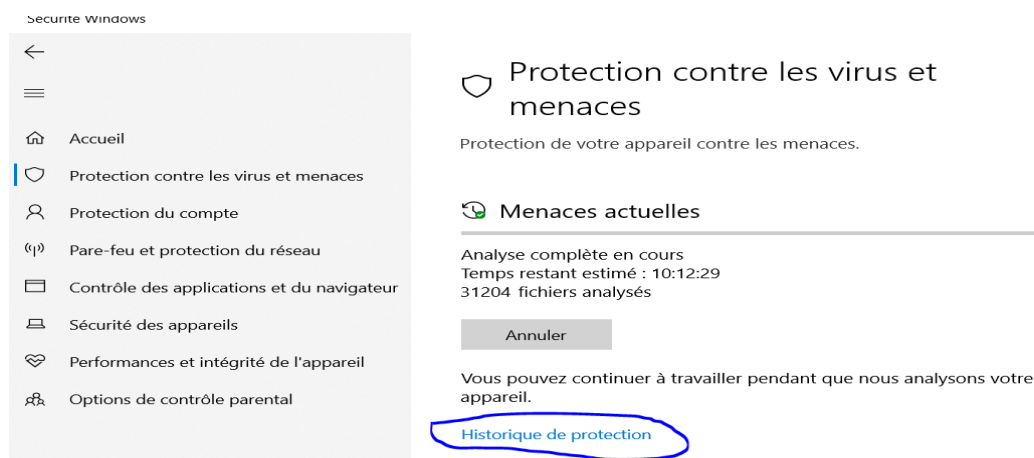 Sécurité Windows
Accueil
Protection contre les virus et menaces
Protection du compte
Pare-feu et protection du réseau
Contrôle des applications et du navigateur
Sécurité des appareils
Performances et intégrité de l'appareil
Options de contrôle parental
Protection contre les virus et
menaces
Protection de votre appareil contre les menaces.
Menaces actuelles
Analyse complète en cours
Temps restant estimé : 10:12:29
31204 fichiers analysés
Annuler
Vous pouvez continuer à travailler pendant que nous analysons votre
appareil.
Historique de protection